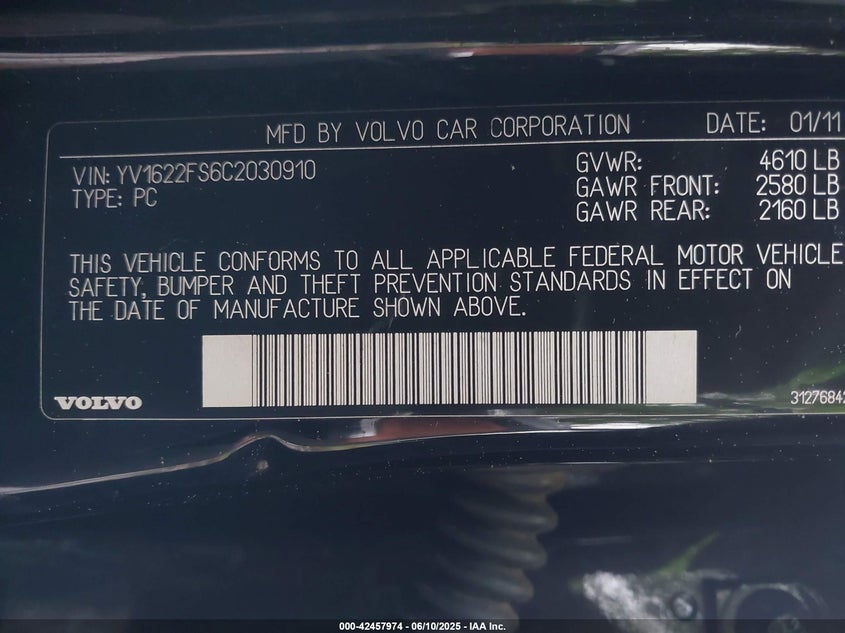 MFD BY VOLVO CAR CORPORATION DATE: 01/11
VIN: YV1622FS6C2030910 GVWR: 4610 LB
TYPE: PC GAWR FRONT: 2580 LB
GAWR REAR: 2160 LB
THIS VEHICLE CONFORMS TO ALL APPLICABLE FEDERAL MOTOR VEHICLE
SAFETY, BUMPER AND THEFT PREVENTION STANDARDS IN EFFECT ON
THE DATE OF MANUFACTURE SHOWN ABOVE.
VOLVO 3127684
000-42457974 - 06/10/2025 - IAA Inc.